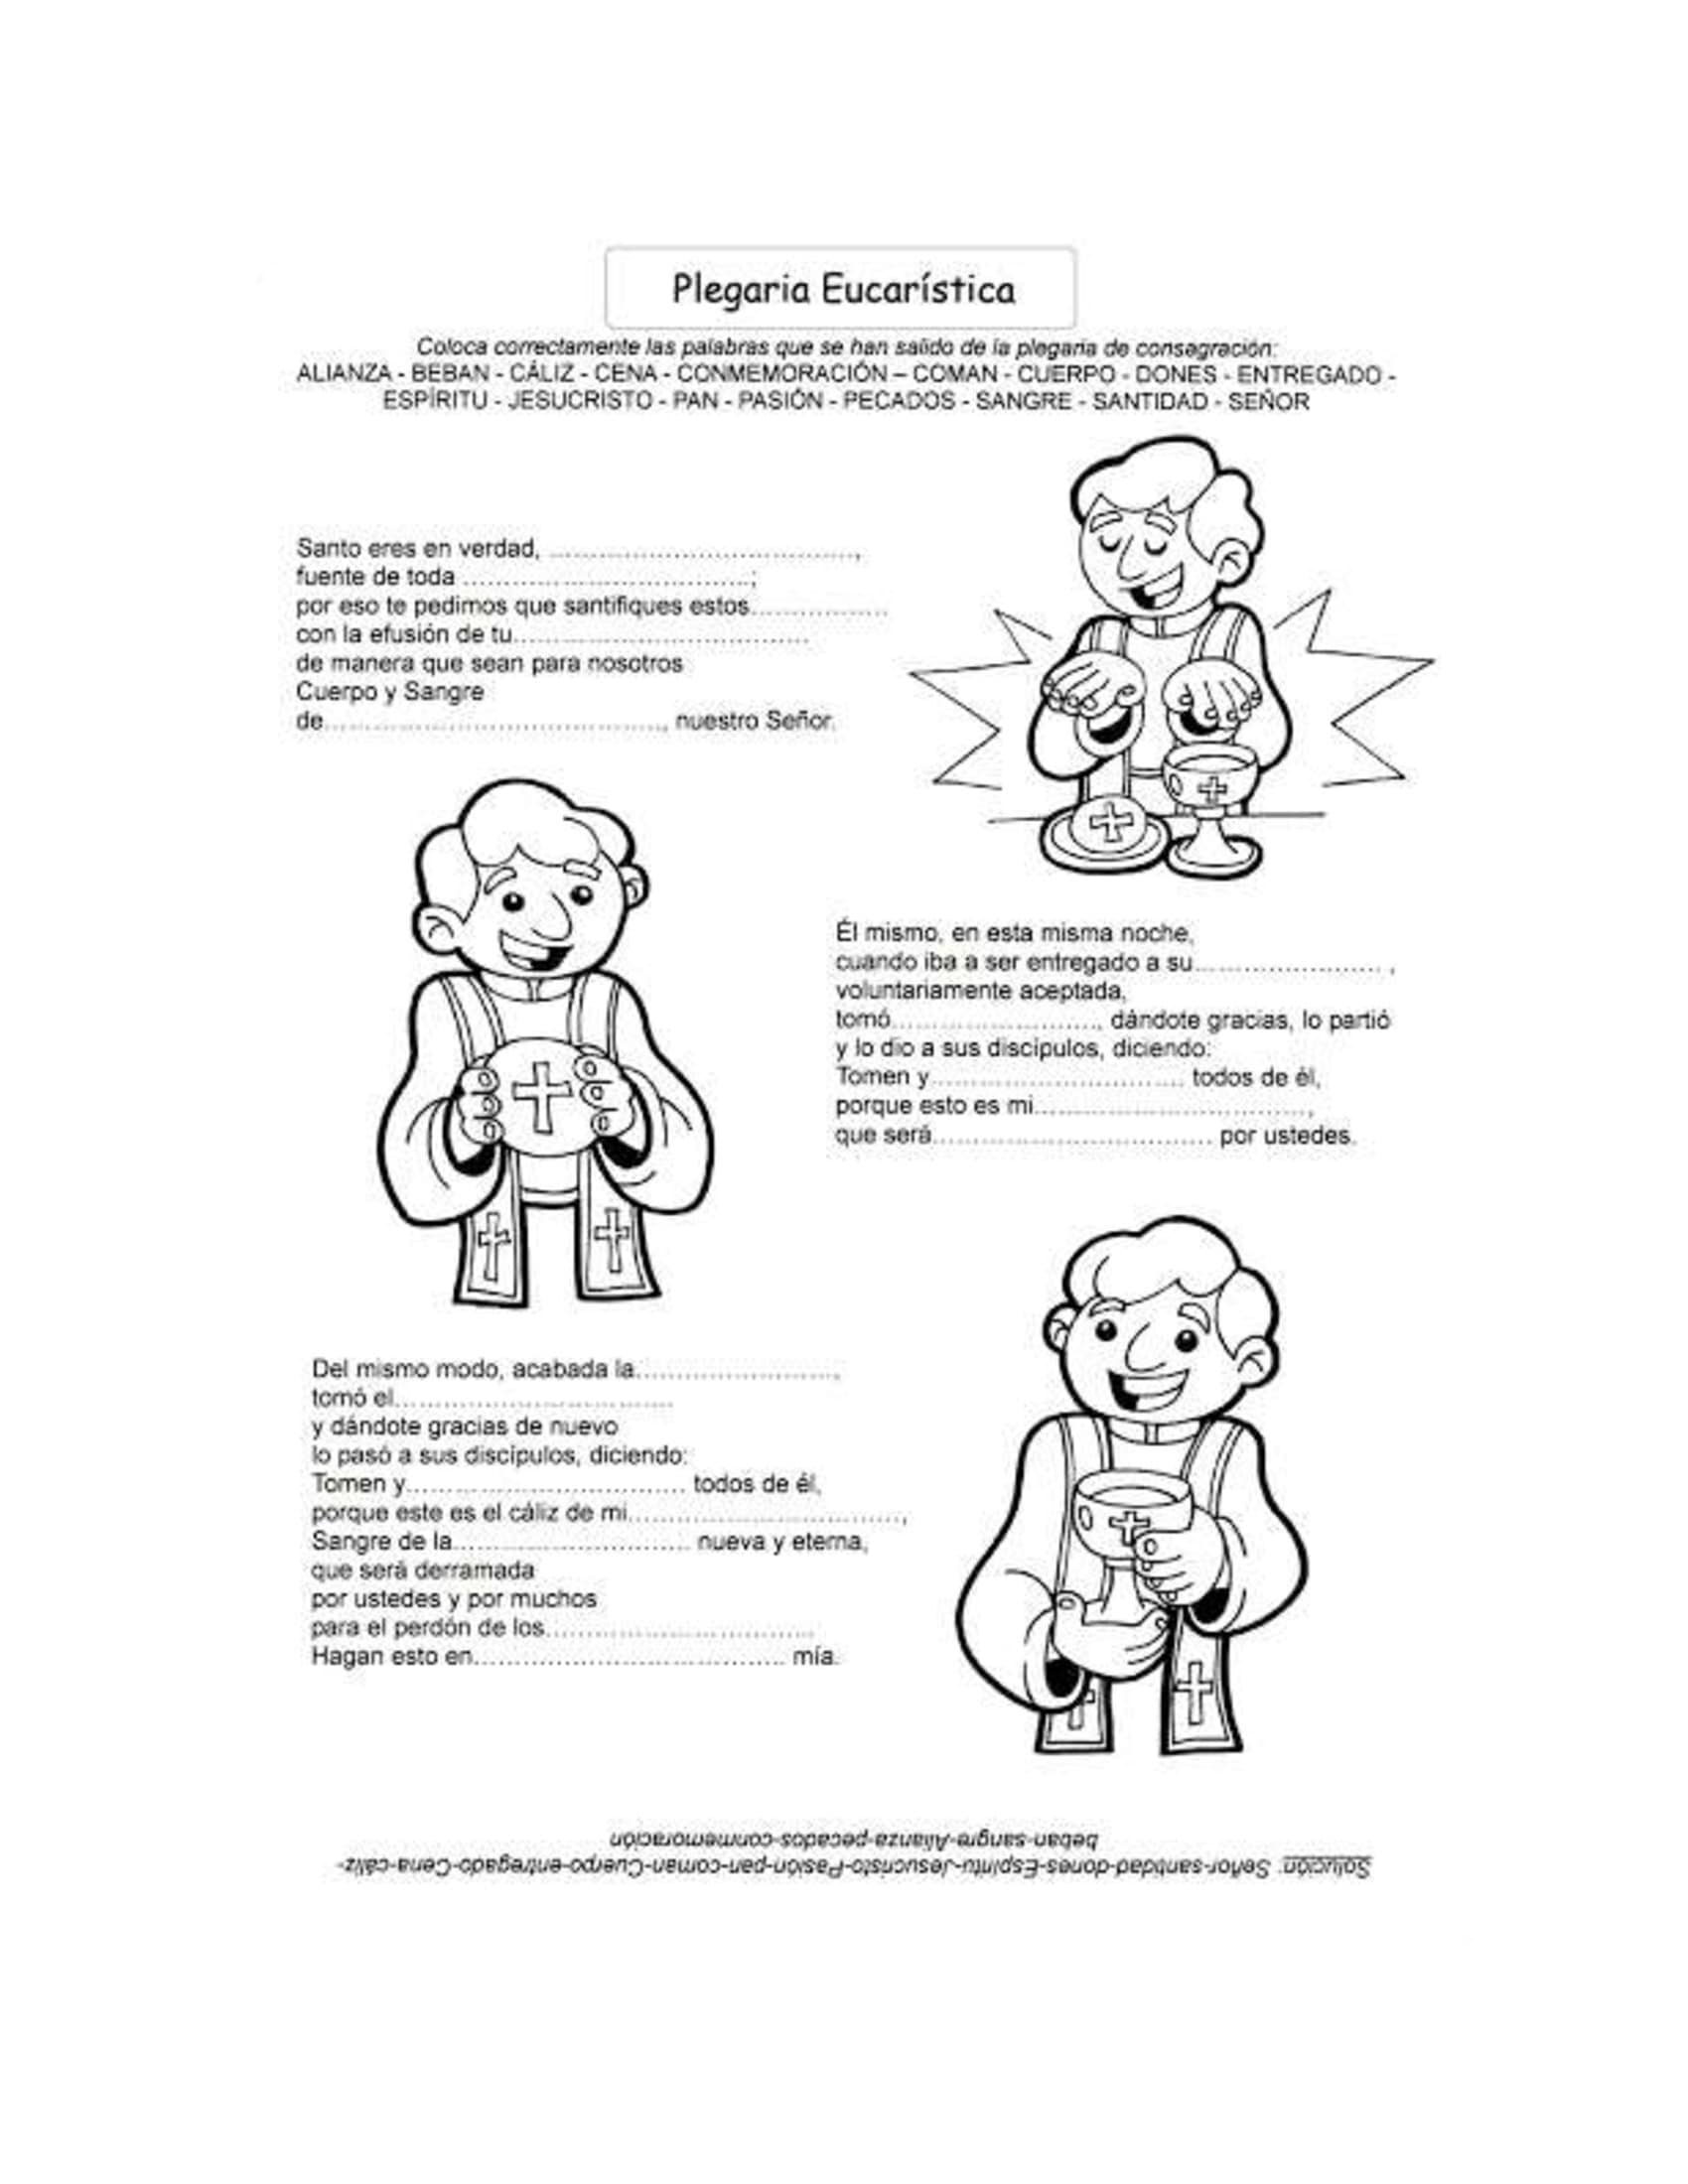 Plegaria Eucarística
Coloca correctamente las palabras que se han salido de la plegaria de consagración:
ALIANZA - BEBAN - CÁLIZ - CENA - CONMEMORACIÓN – COMAN - CUERPO - DONES - ENTREGADO -
ESPÍRITU - JESUCRISTO - PAN - PASIÓN - PECADOS - SANGRE - SANTIDAD - SEÑOR
Santo eres en verdad, ......................................,
fuente de toda ....................................;
por eso te pedimos que santifiques estos.................
con la efusión de tu.....................................
de manera que sean para nosotros
Cuerpo y Sangre
de.........................................., nuestro Señor.
Él mismo, en esta misma noche,
cuando iba a ser entregado a su....................... ,
voluntariamente aceptada,
tomó.........................., dándote gracias, lo partió
y lo dio a sus discípulos, diciendo:
Tomen y............................... todos de él,
porque esto es mi..................................,
que será.................................. por ustedes.
Del mismo modo, acabada la.........................,
tomó el..................................
y dándote gracias de nuevo
lo pasó a sus discípulos, diciendo:
Tomen y.................................. todos de él,
porque este es el cáliz de mi..................................,
Sangre de la............................. nueva y eterna,
que será derramada
por ustedes y por muchos
para el perdón de los.................................
Hagan esto en...................................... mía.
Solución: Señor-santidad-dones-Espíritu-Jesucristo-Pasión-pan-coman-Cuerpo-entregado-Cena-cáliz-
beban-sangre-Alianza-pecados-conmemoración